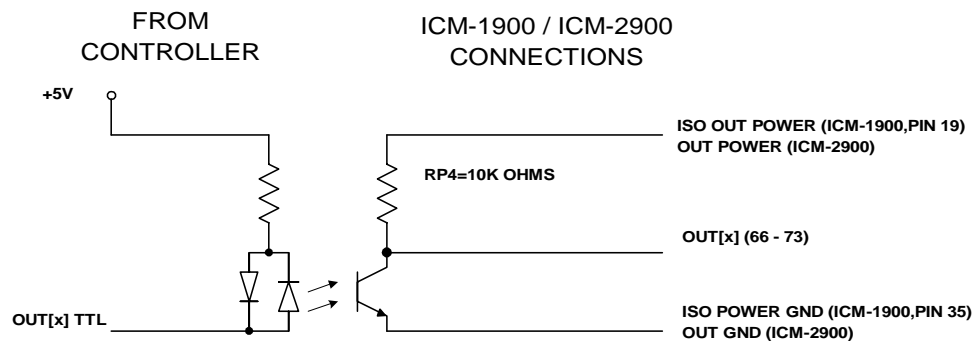 FROM
CONTROLLER
ICM-1900 / ICM-2900
CONNECTIONS
+5V
ISO OUT POWER (ICM-1900,PIN 19)
OUT POWER (ICM-2900)
RP4=10K OHMS
OUT[x] (66 - 73)
OUT[x] TTL
ISO POWER GND (ICM-1900,PIN 35)
OUT GND (ICM-2900)